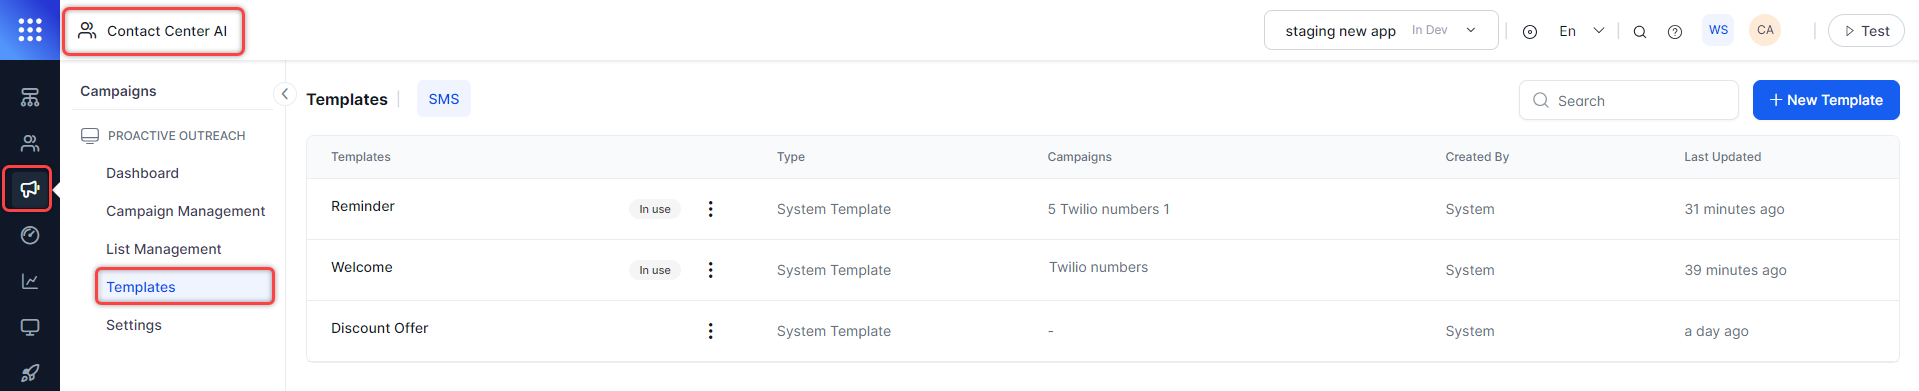 Contact Center AI
staging new app In Dev
En
WS
CA
Test
Campaigns
PROACTIVE OUTREACH
Dashboard
Campaign Management
List Management
Templates
Settings
Templates
SMS
Search
+ New Template
Templates Type Campaigns Created By Last Updated
Reminder In use System Template 5 Twilio numbers 1 System 31 minutes ago
Welcome In use System Template Twilio numbers System 39 minutes ago
Discount Offer System Template - System a day ago